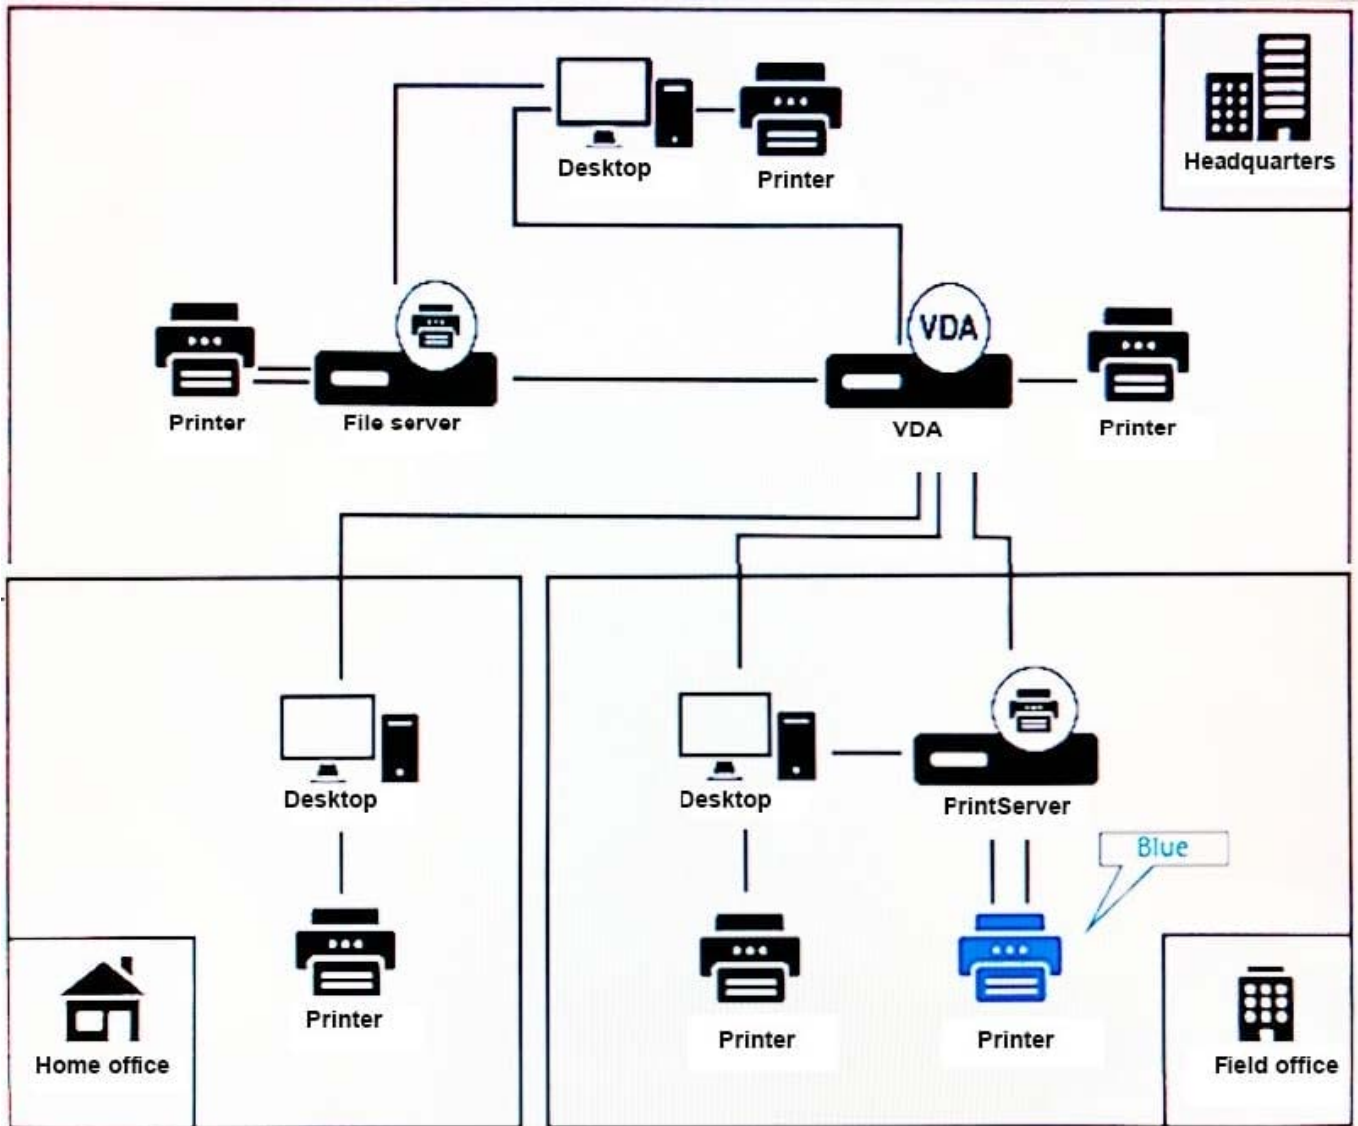 Headquarters
Desktop
Printer
VDA
Printer
File server
VDA
Printer
Desktop
Desktop
PrintServer
Blue
Printer
Printer
Printer
Home office
Field office